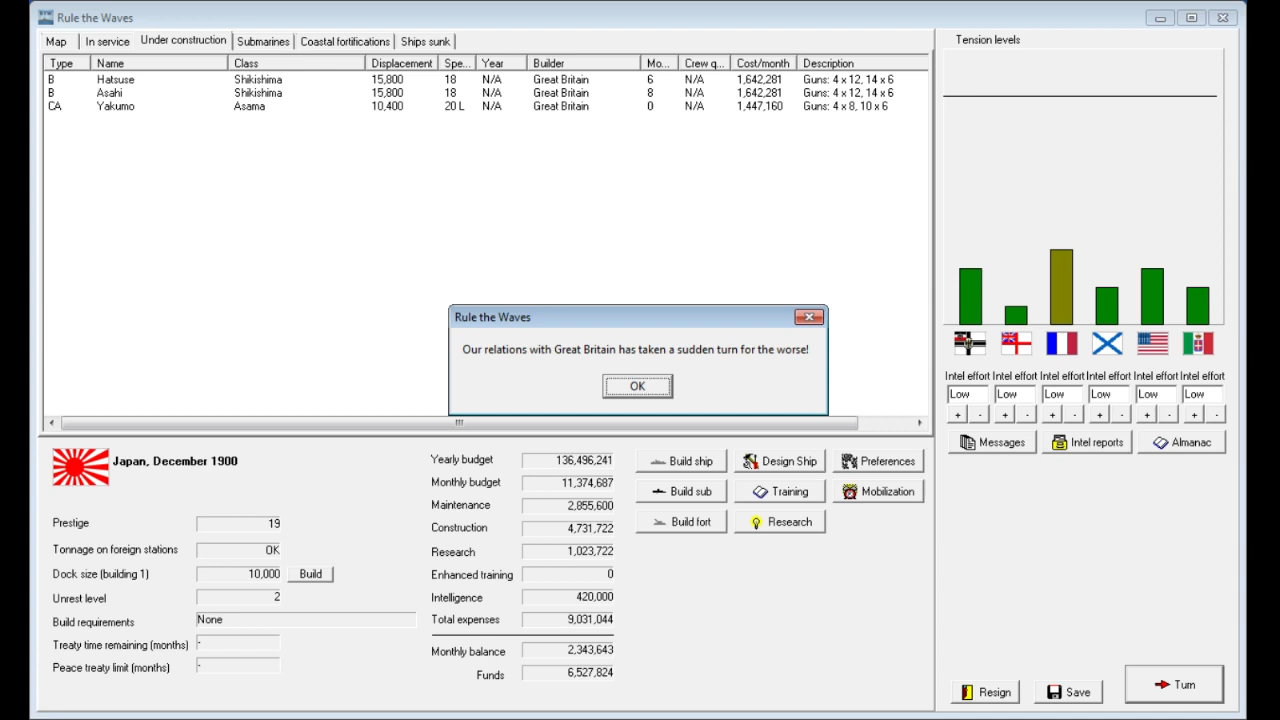 Rule the Waves
Map In service Under construction Submarines Coastal fortifications Ships sunk
Type Name Class Displacement Spe... Year Builder Mo... Crew q... Cost/month Description
B Hatsuse Shikishima 15,800 18 N/A Great Britain 6 N/A 1,642,281 Guns: 4 x 12, 14 x 6
B Asahi Shikishima 15,800 18 N/A Great Britain 8 N/A 1,642,281 Guns: 4 x 12, 14 x 6
CA Yakumo Asama 10,400 20 L N/A Great Britain 0 N/A 1,447,160 Guns: 4 x 8, 10 x 6
Tension levels
Rule the Waves
Our relations with Great Britain has taken a sudden turn for the worse!
OK
Intel effort Intel effort Intel effort Intel effort Intel effort Intel effort
Low Low Low Low Low Low
+ - + - + - + - + - + -
Messages Intel reports Almanac
Japan, December 1900
Prestige 19
Tonnage on foreign stations OK
Dock size (building 1) 10,000 Build
Unrest level 2
Build requirements None
Treaty time remaining (months) -
Peace treaty limit (months) -
Yearly budget 136,496,241
Monthly budget 11,374,687
Maintenance 2,855,600
Construction 4,731,722
Research 1,023,722
Enhanced training 0
Intelligence 420,000
Total expenses 9,031,044
Monthly balance 2,343,643
Funds 6,527,824
Build ship Design Ship Preferences
Build sub Training Mobilization
Build fort Research
Resign Save Turn